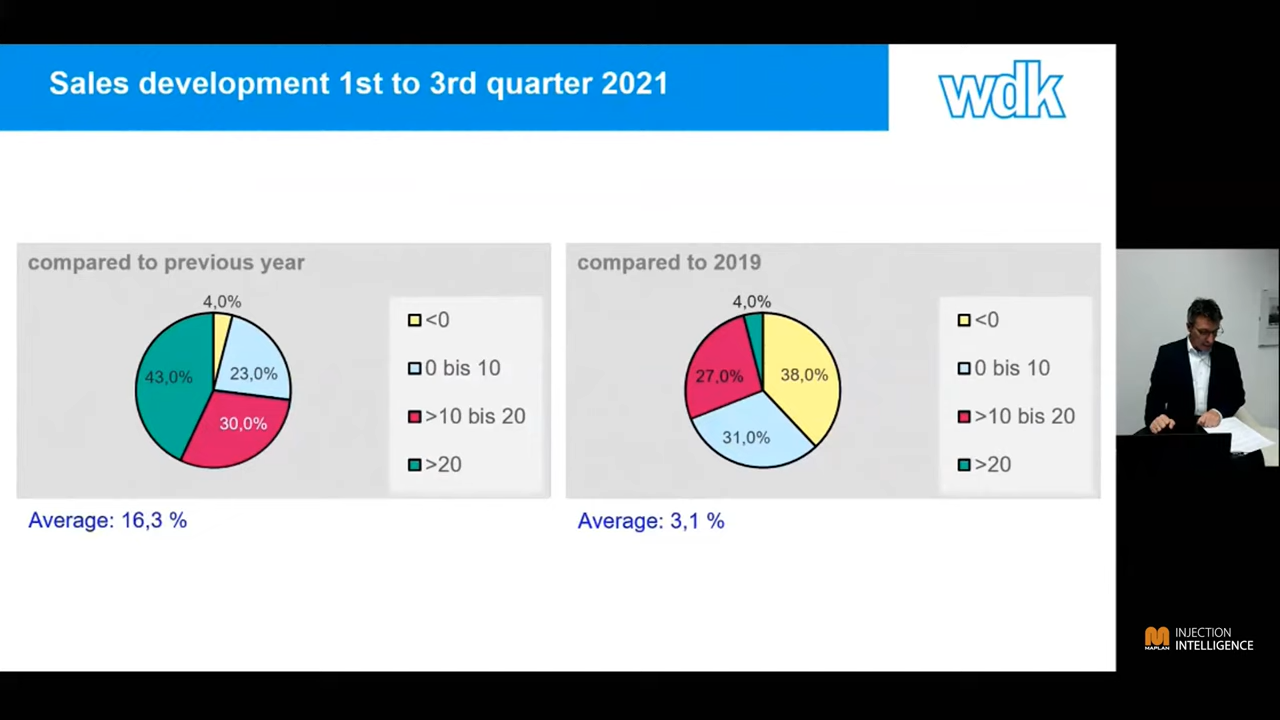 Sales development 1st to 3rd quarter 2021
wdk
compared to previous year
4,0%
23,0%
30,0%
43,0%
<0
0 bis 10
>10 bis 20
>20
Average: 16,3 %
compared to 2019
4,0%
38,0%
31,0%
27,0%
<0
0 bis 10
>10 bis 20
>20
Average: 3,1 %
MAPLAN
INJECTION
INTELLIGENCE